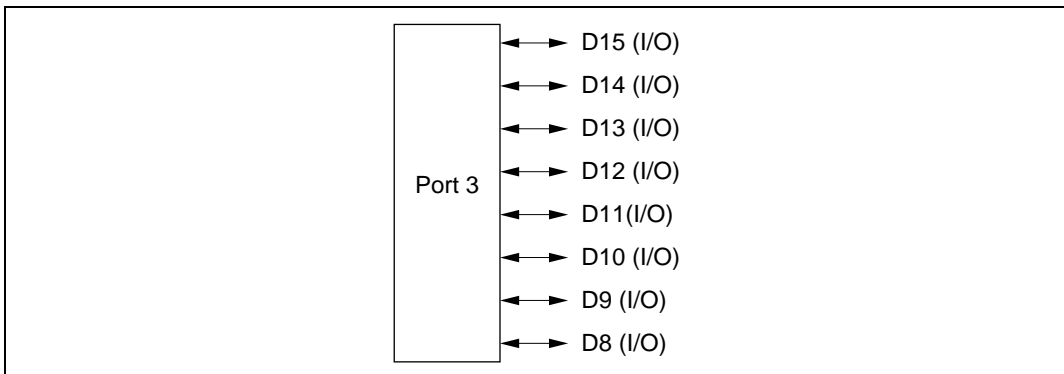 D15 (I/O)
D14 (I/O)
D13 (I/O)
D12 (I/O)
Port 3
D11(I/O)
D10 (I/O)
D9 (I/O)
D8 (I/O)